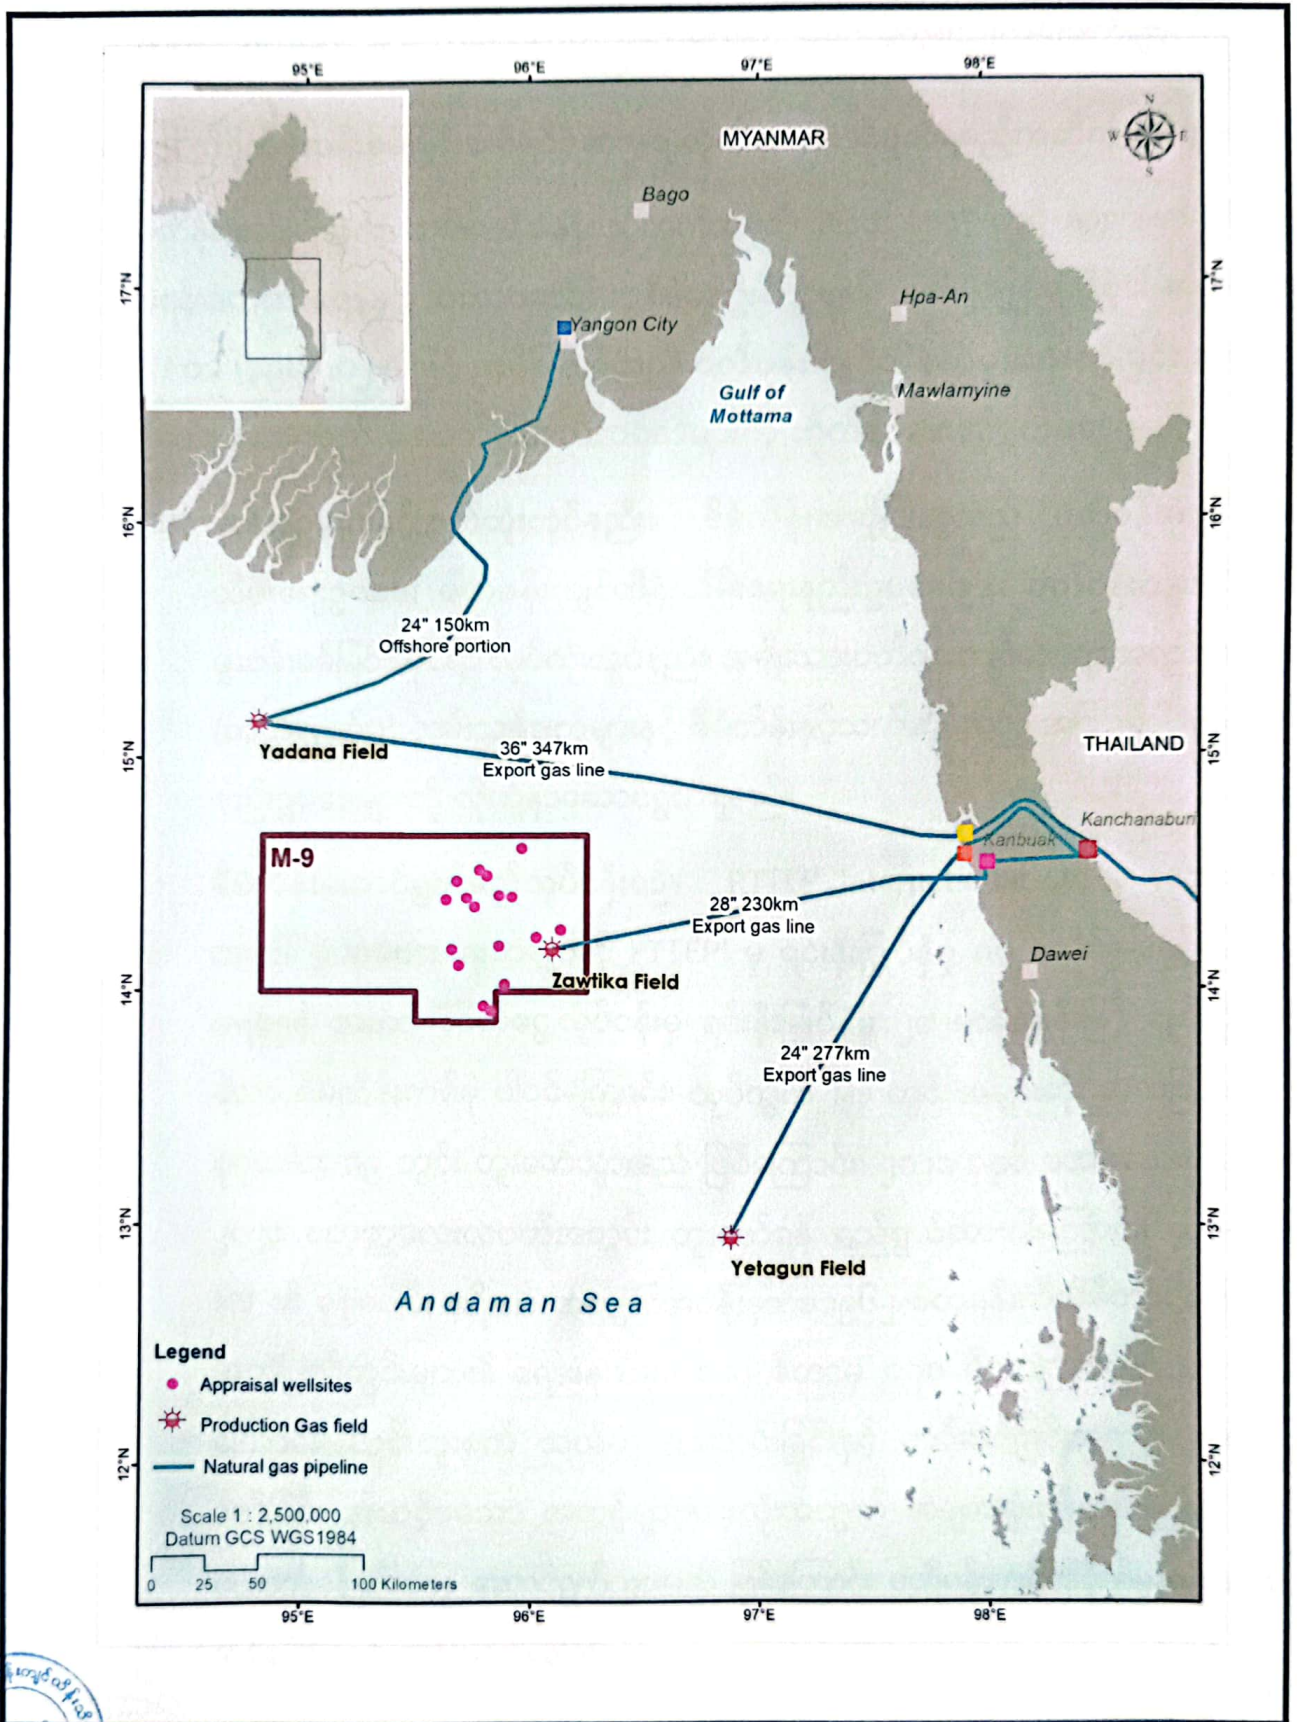 95°E
96°E
97°E
98°E
N
W
E
S
MYANMAR
Bago
17°N
17°N
Hpa-An
Yangon City
Mawlamyine
Gulf of
Mottama
16°N
16°N
24" 150km
Offshore portion
Yadana Field
36" 347km
Export gas line
15°N
15°N
THAILAND
Kanchanaburi
Kanbuak
M-9
28" 230km
Export gas line
Dawei
Zawtika Field
14°N
14°N
24" 277km
Export gas line
13°N
13°N
Yetagun Field
Andaman Sea
Legend
Appraisal wellsites
Production Gas field
Natural gas pipeline
12°N
12°N
Scale 1 : 2,500,000
Datum GCS WGS1984
0 25 50 100 Kilometers
95°E
96°E
97°E
98°E